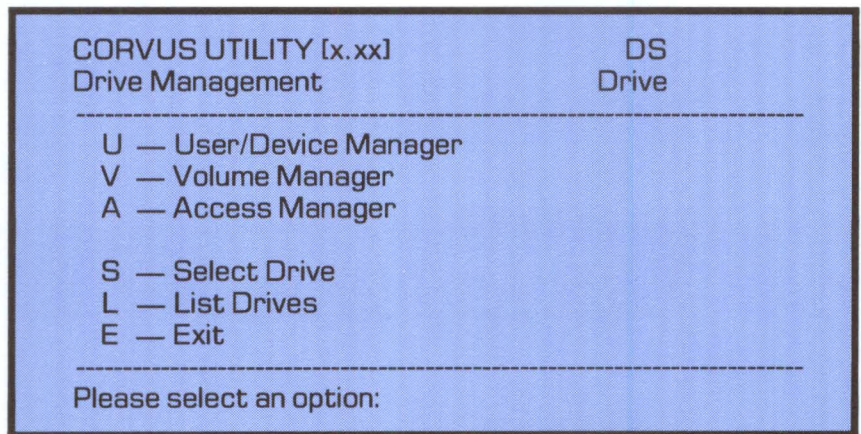 CORVUS UTILITY [x.xx] DS
Drive Management Drive
U — User/Device Manager
V — Volume Manager
A — Access Manager
S — Select Drive
L — List Drives
E — Exit
Please select an option: